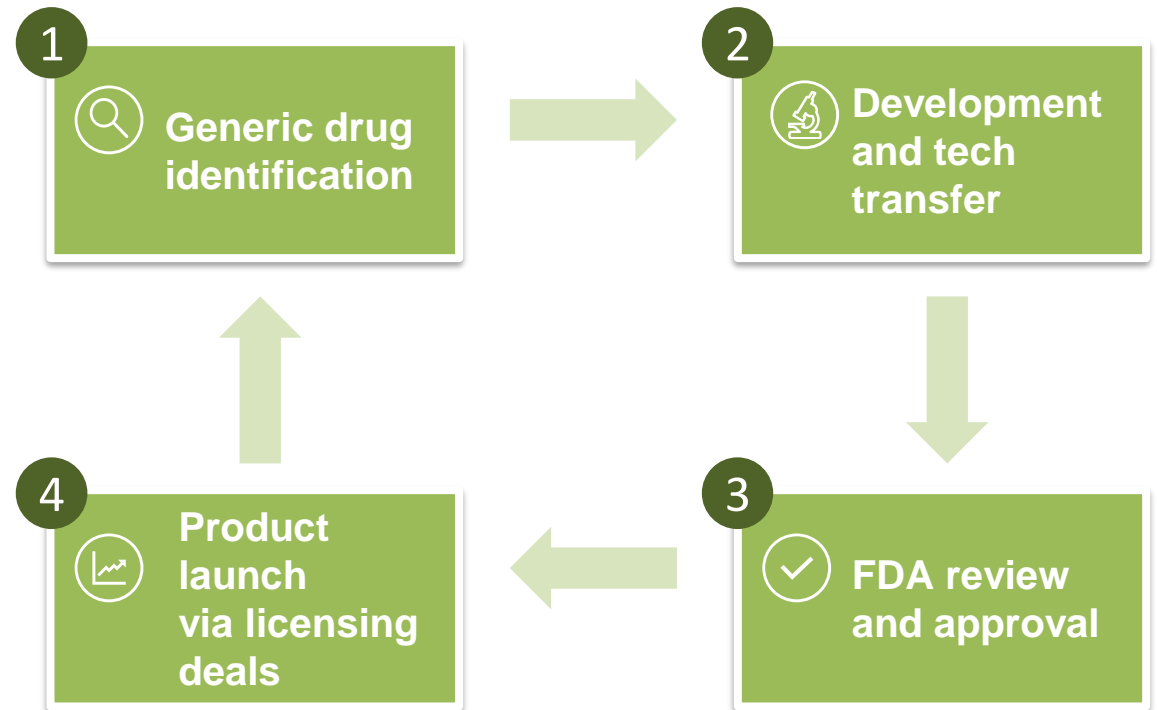 1
Generic drug
identification
2
Development
and tech
transfer
3
FDA review
and approval
4
Product
launch
via licensing
deals